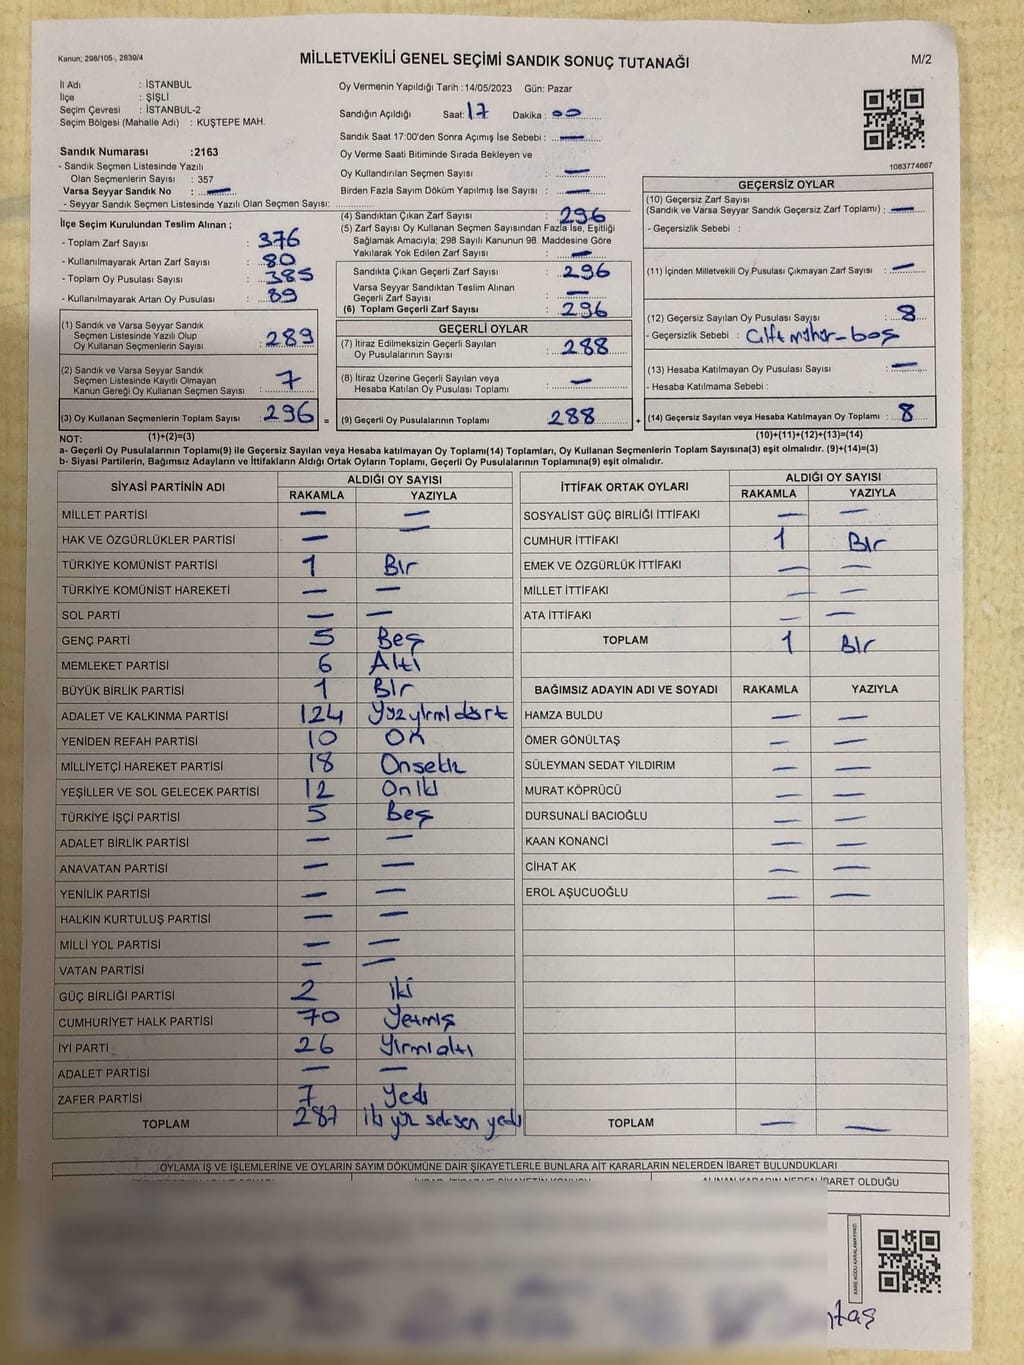 Kanun; 298/105-, 2839/4
MİLLETVEKİLİ GENEL SEÇİMİ SANDIK SONUÇ TUTANAĞI
M/2
İl Adı : İSTANBUL
İlçe : ŞİŞLİ
Seçim Çevresi : İSTANBUL-2
Seçim Bölgesi (Mahalle Adı) : KUŞTEPE MAH.
Sandık Numarası :2163
- Sandık Seçmen Listesinde Yazılı
Olan Seçmenlerin Sayısı : 357
Varsa Seyyar Sandık No : —
- Seyyar Sandık Seçmen Listesinde Yazılı Olan Seçmen Sayısı:
Oy Vermenin Yapıldığı Tarih :14/05/2023 Gün: Pazar
Sandığın Açıldığı Saat: 17 Dakika : 00
Sandık Saat 17:00'den Sonra Açımış İse Sebebi : —
Oy Verme Saati Bitiminde Sırada Bekleyen ve
Oy Kullandırılan Seçmen Sayısı : —
Birden Fazla Sayım Döküm Yapılmış İse Sayısı : —
1083774667
İlçe Seçim Kurulundan Teslim Alınan ;
- Toplam Zarf Sayısı : 376
- Kullanılmayarak Artan Zarf Sayısı : 80
- Toplam Oy Pusulası Sayısı : 385
- Kullanılmayarak Artan Oy Pusulası : 89
(1) Sandık ve Varsa Seyyar Sandık
Seçmen Listesinde Yazılı Olup
Oy Kullanan Seçmenlerin Sayısı : 289
(2) Sandık ve Varsa Seyyar Sandık
Seçmen Listesinde Kayıtlı Olmayan
Kanun Gereği Oy Kullanan Seçmen Sayısı : 7
(3) Oy Kullanan Seçmenlerin Toplam Sayısı : 296 =
(4) Sandıktan Çıkan Zarf Sayısı : 296
(5) Zarf Sayısı Oy Kullanan Seçmen Sayısından Fazla İse, Eşitliği
Sağlamak Amacıyla; 298 Sayılı Kanunun 98. Maddesine Göre
Yakılarak Yok Edilen Zarf Sayısı : —
Sandıkta Çıkan Geçerli Zarf Sayısı : 296
Varsa Seyyar Sandıktan Teslim Alınan
Geçerli Zarf Sayısı : —
(6) Toplam Geçerli Zarf Sayısı : 296
GEÇERLİ OYLAR
(7) İtiraz Edilmeksizin Geçerli Sayılan
Oy Pusulalarının Sayısı : 288
(8) İtiraz Üzerine Geçerli Sayılan veya
Hesaba Katılan Oy Pusulası Toplamı : —
(9) Geçerli Oy Pusulalarının Toplamı 288 +
GEÇERSİZ OYLAR
(10) Geçersiz Zarf Sayısı
(Sandık ve Varsa Seyyar Sandık Geçersiz Zarf Toplamı) : —
- Geçersizlik Sebebi :
(11) İçinden Milletvekili Oy Pusulası Çıkmayan Zarf Sayısı : —
(12) Geçersiz Sayılan Oy Pusulası Sayısı : 8
- Geçersizlik Sebebi : Çift mühür-boş
(13) Hesaba Katılmayan Oy Pusulası Sayısı : —
- Hesaba Katılmama Sebebi :
(14) Geçersiz Sayılan veya Hesaba Katılmayan Oy Toplamı : 8
NOT: (1)+(2)=(3) (10)+(11)+(12)+(13)=(14)
a- Geçerli Oy Pusulalarının Toplamı(9) ile Geçersiz Sayılan veya Hesaba katılmayan Oy Toplamı(14) Toplamları, Oy Kullanan Seçmenlerin Toplam Sayısına(3) eşit olmalıdır. (9)+(14)=(3)
b- Siyasi Partilerin, Bağımsız Adayların ve İttifakların Aldığı Ortak Oyların Toplamı, Geçerli Oy Pusulalarının Toplamına(9) eşit olmalıdır.
SİYASİ PARTİNİN ADI ALDIĞI OY SAYISI
RAKAMLA YAZIYLA
MİLLET PARTİSİ — —
HAK VE ÖZGÜRLÜKLER PARTİSİ — —
TÜRKİYE KOMÜNİST PARTİSİ 1 Bir
TÜRKİYE KOMÜNİST HAREKETİ — —
SOL PARTİ — —
GENÇ PARTİ 5 Beş
MEMLEKET PARTİSİ 6 Altı
BÜYÜK BİRLİK PARTİSİ 1 Bir
ADALET VE KALKINMA PARTİSİ 124 Yüzyirmidört
YENİDEN REFAH PARTİSİ 10 On
MİLLİYETÇİ HAREKET PARTİSİ 18 Onsekiz
YEŞİLLER VE SOL GELECEK PARTİSİ 12 Oniki
TÜRKİYE İŞÇİ PARTİSİ 5 Beş
ADALET BİRLİK PARTİSİ — —
ANAVATAN PARTİSİ — —
YENİLİK PARTİSİ — —
HALKIN KURTULUŞ PARTİSİ — —
MİLLİ YOL PARTİSİ — —
VATAN PARTİSİ — —
GÜÇ BİRLİĞİ PARTİSİ 2 iki
CUMHURİYET HALK PARTİSİ 70 Yetmiş
İYİ PARTİ 26 Yirmialtı
ADALET PARTİSİ — —
ZAFER PARTİSİ 7 Yedi
TOPLAM 287 iki yüz seksen yedi
İTTİFAK ORTAK OYLARI ALDIĞI OY SAYISI
RAKAMLA YAZIYLA
SOSYALİST GÜÇ BİRLİĞİ İTTİFAKI — —
CUMHUR İTTİFAKI 1 Bir
EMEK VE ÖZGÜRLÜK İTTİFAKI — —
MİLLET İTTİFAKI — —
ATA İTTİFAKI —
TOPLAM 1 Bir
BAĞIMSIZ ADAYIN ADI VE SOYADI RAKAMLA YAZIYLA
HAMZA BULDU — —
ÖMER GÖNÜLTAŞ — —
SÜLEYMAN SEDAT YILDIRIM — —
MURAT KÖPRÜCÜ — —
DURSUNALİ BACIOĞLU — —
KAAN KONANCİ — —
CİHAT AK — —
EROL AŞUCUOĞLU — —
TOPLAM — —
OYLAMA İŞ VE İŞLEMLERİNE VE OYLARIN SAYIM DÖKÜMÜNE DAİR ŞİKAYETLERLE BUNLARA AİT KARARLARIN NELERDEN İBARET BULUNDUKLARI
ALINAN KARARIN NEDEN İBARET OLDUĞU
KARE KODU KARALAMAYINIZ!